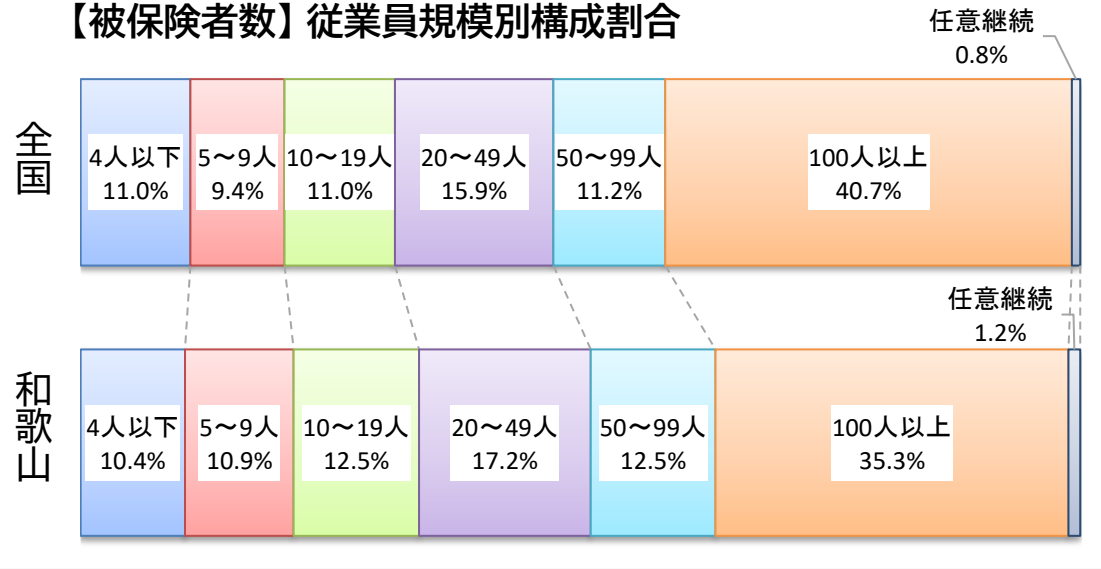 【被保険者数】従業員規模別構成割合
任意継続
0.8%
全国
4人以下
11.0%
5～9人
9.4%
10～19人
11.0%
20～49人
15.9%
50～99人
11.2%
100人以上
40.7%
任意継続
1.2%
和歌山
4人以下
10.4%
5～9人
10.9%
10～19人
12.5%
20～49人
17.2%
50～99人
12.5%
100人以上
35.3%